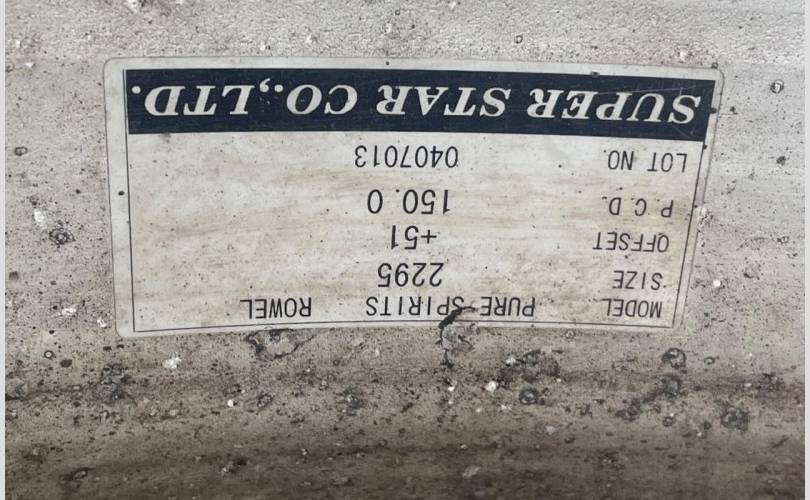 MODEL PURE SPIRITS ROWEL
SIZE 2295
OFFSET +51
P.C.D. 150.0
LOT NO. 0407013
SUPER STAR CO.,LTD.